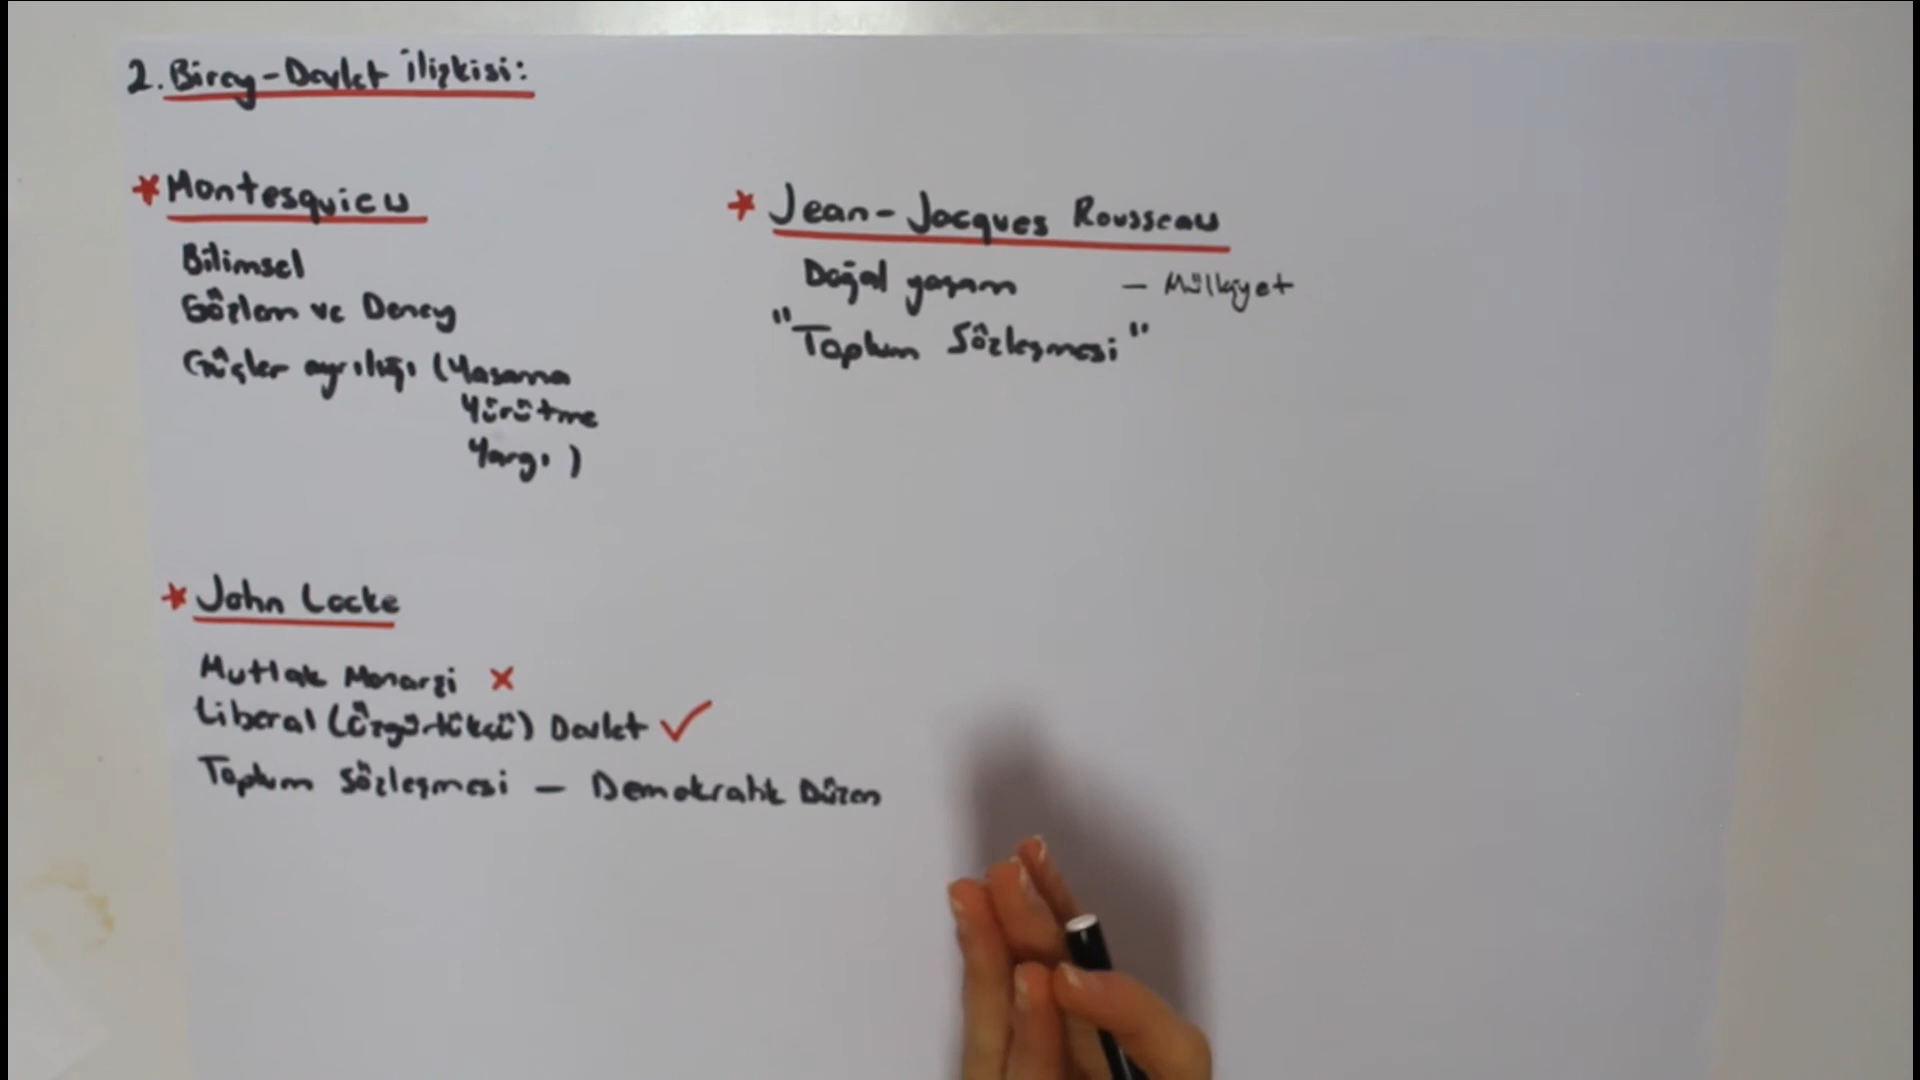 2. Birey-Devlet İlişkisi:
* Montesquieu
Bilimsel
Gözlem ve Deney
Güçler ayrılığı (Yasama
Yürütme
Yargı)
* Jean-Jacques Rousseau
Doğal yaşam - Mülkiyet
"Toplum Sözleşmesi"
* John Locke
Mutlak Monarşi ×
Liberal (Özgürlükçü) Devlet ✓
Toplum Sözleşmesi - Demokratik Düzen